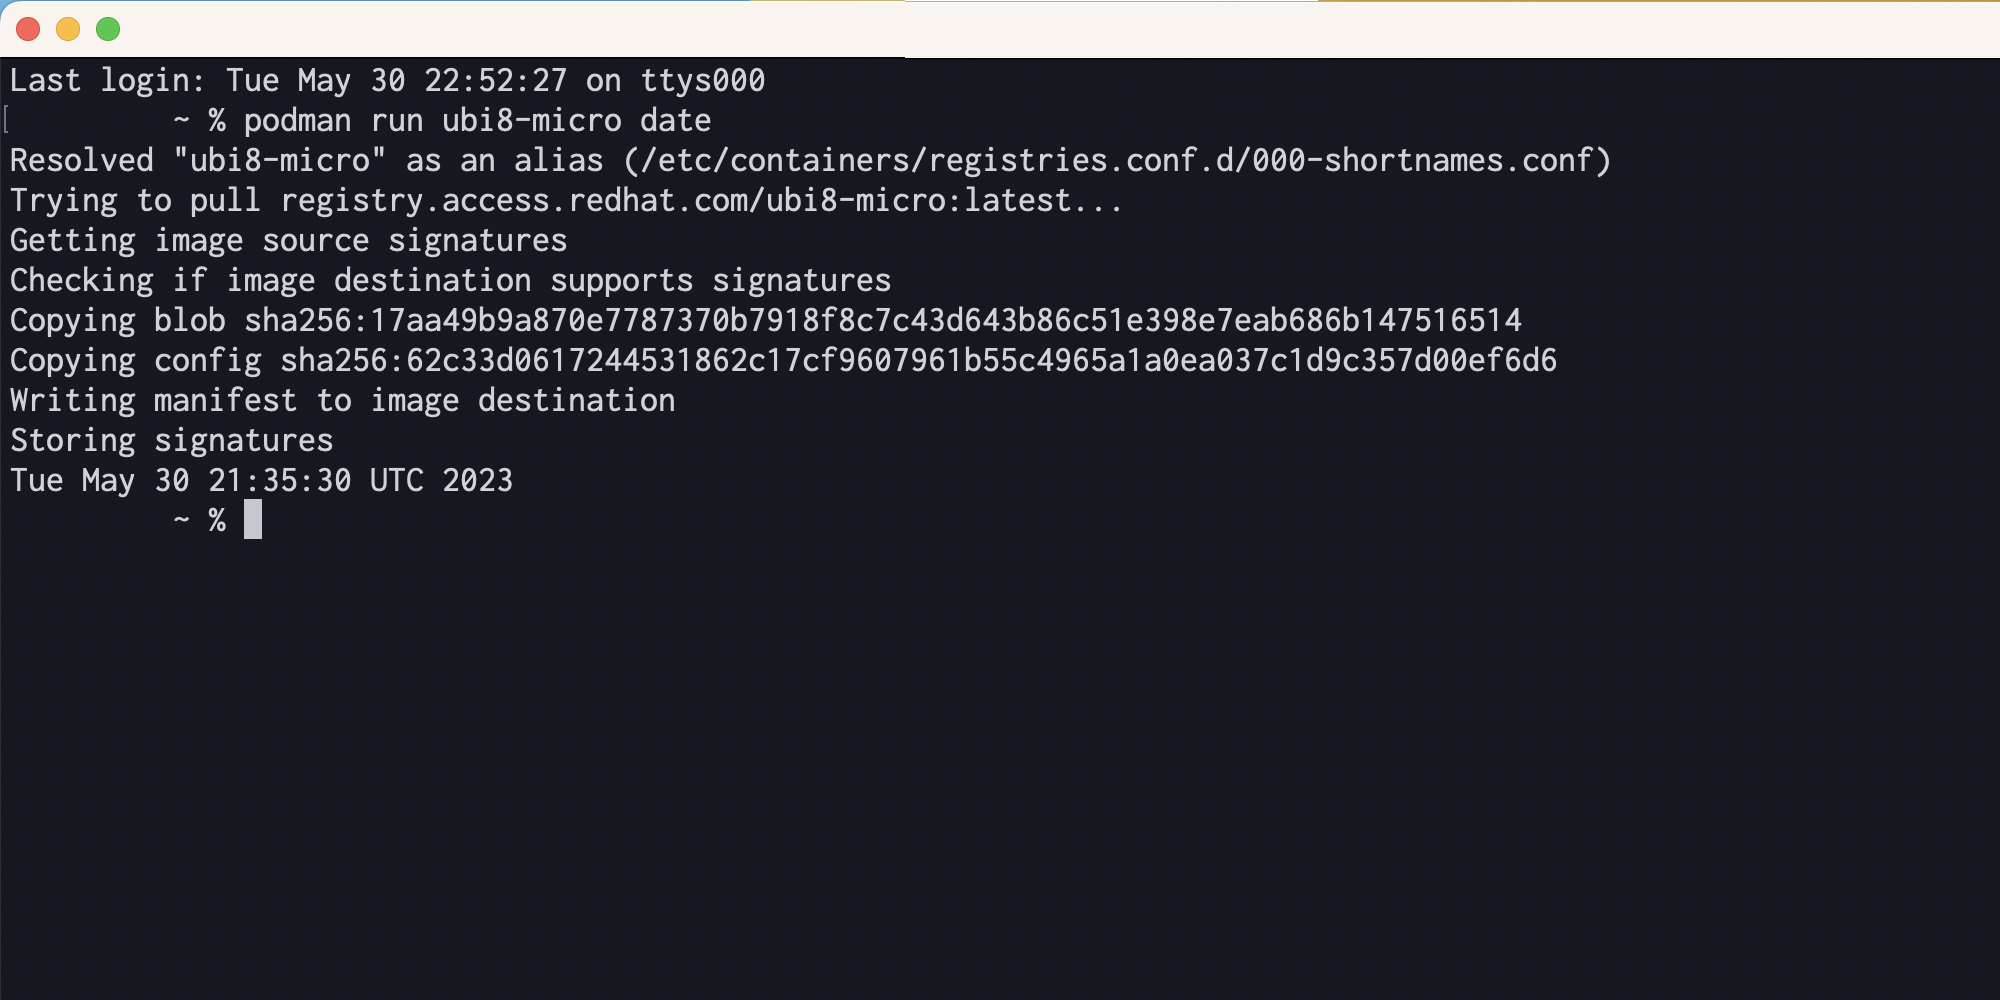 Last login: Tue May 30 22:52:27 on ttys000
[ ~ % podman run ubi8-micro date
Resolved "ubi8-micro" as an alias (/etc/containers/registries.conf.d/000-shortnames.conf)
Trying to pull registry.access.redhat.com/ubi8-micro:latest...
Getting image source signatures
Checking if image destination supports signatures
Copying blob sha256:17aa49b9a870e7787370b7918f8c7c43d643b86c51e398e7eab686b147516514
Copying config sha256:62c33d0617244531862c17cf9607961b55c4965a1a0ea037c1d9c357d00ef6d6
Writing manifest to image destination
Storing signatures
Tue May 30 21:35:30 UTC 2023
~ %